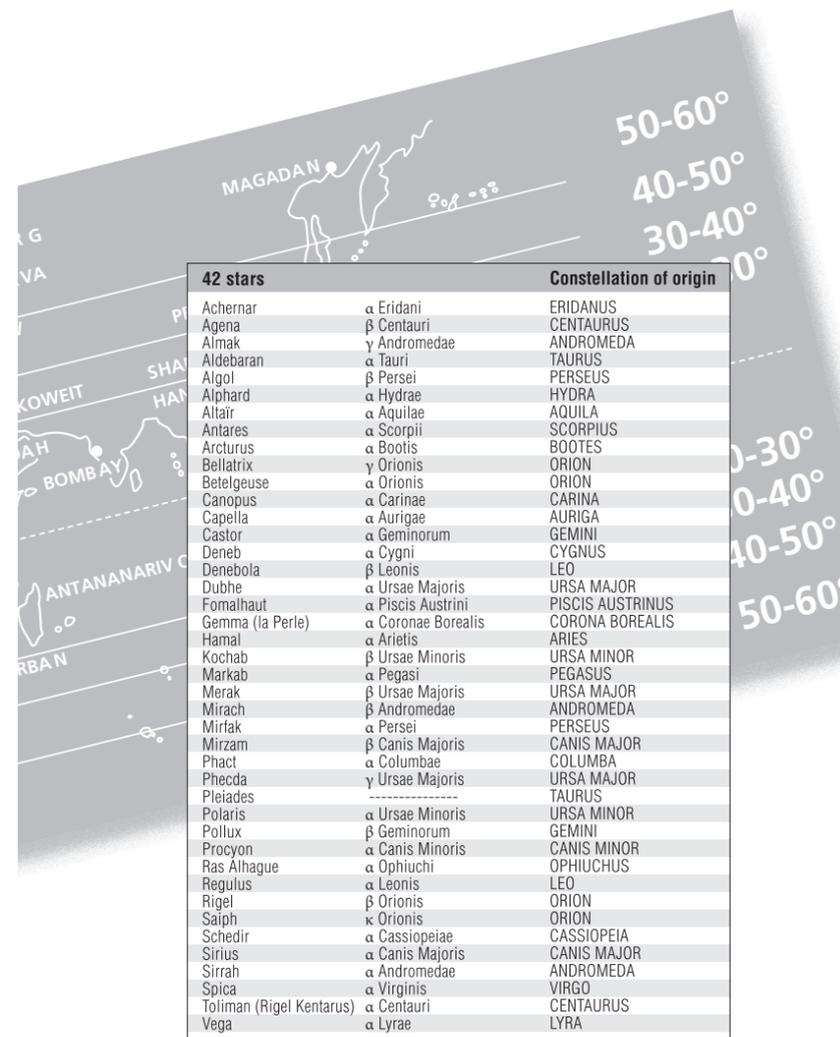 50-60°
MAGADAN
40-50°
30-40°
30°
RG
VA
KOWEIT
SHA
HAN
AH
BOMBAY
0-30°
0-40°
40-50°
50-60°
ANTANANARIVO
RBAN
42 stars Constellation of origin
Achernar α Eridani ERIDANUS
Agena β Centauri CENTAURUS
Almak γ Andromedae ANDROMEDA
Aldebaran α Tauri TAURUS
Algol β Persei PERSEUS
Alphard α Hydrae HYDRA
Altaïr α Aquilae AQUILA
Antares α Scorpii SCORPIUS
Arcturus α Bootis BOOTES
Bellatrix γ Orionis ORION
Betelgeuse α Orionis ORION
Canopus α Carinae CARINA
Capella α Aurigae AURIGA
Castor α Geminorum GEMINI
Deneb α Cygni CYGNUS
Denebola β Leonis LEO
Dubhe α Ursae Majoris URSA MAJOR
Fomalhaut α Piscis Austrini PISCIS AUSTRINUS
Gemma (la Perle) α Coronae Borealis CORONA BOREALIS
Hamal α Arietis ARIES
Kochab β Ursae Minoris URSA MINOR
Markab α Pegasi PEGASUS
Merak β Ursae Majoris URSA MAJOR
Mirach β Andromedae ANDROMEDA
Mirfak α Persei PERSEUS
Mirzam β Canis Majoris CANIS MAJOR
Phact α Columbae COLUMBA
Phecda γ Ursae Majoris URSA MAJOR
Pleiades --------------- TAURUS
Polaris α Ursae Minoris URSA MINOR
Pollux β Geminorum GEMINI
Procyon α Canis Minoris CANIS MINOR
Ras Alhague α Ophiuchi OPHIUCHUS
Regulus α Leonis LEO
Rigel β Orionis ORION
Saiph κ Orionis ORION
Schedir α Cassiopeiae CASSIOPEIA
Sirius α Canis Majoris CANIS MAJOR
Sirrah α Andromedae ANDROMEDA
Spica α Virginis VIRGO
Toliman (Rigel Kentarus) α Centauri CENTAURUS
Vega α Lyrae LYRA